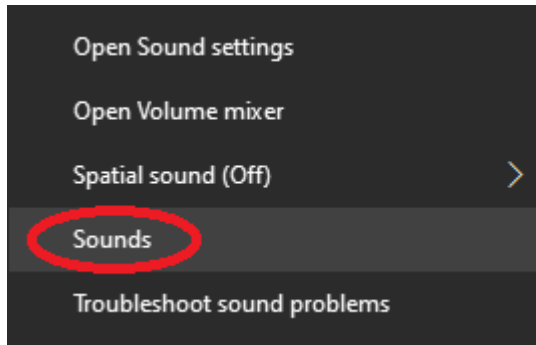 Open Sound settings
Open Volume mixer
Spatial sound (Off)
Sounds
Troubleshoot sound problems